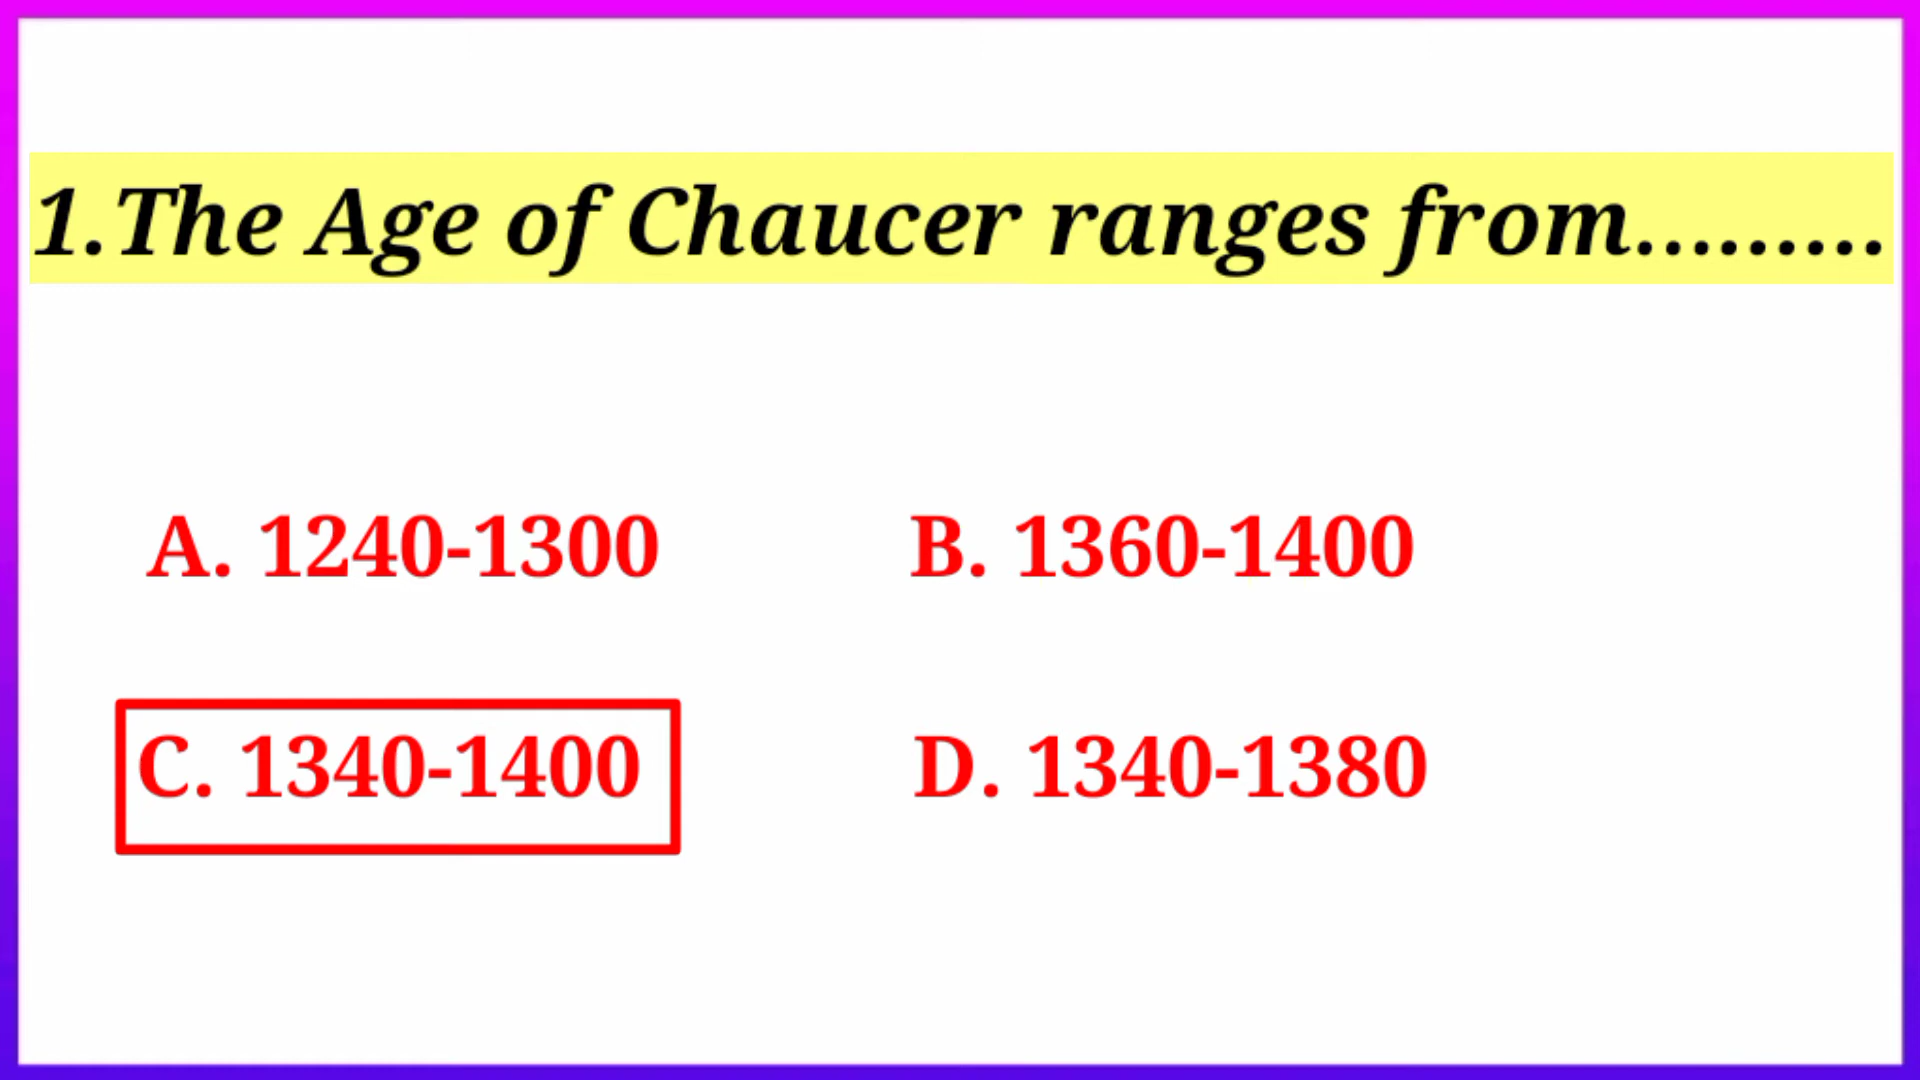 1.The Age of Chaucer ranges from.........
A. 1240-1300 B. 1360-1400
C. 1340-1400 D. 1340-1380